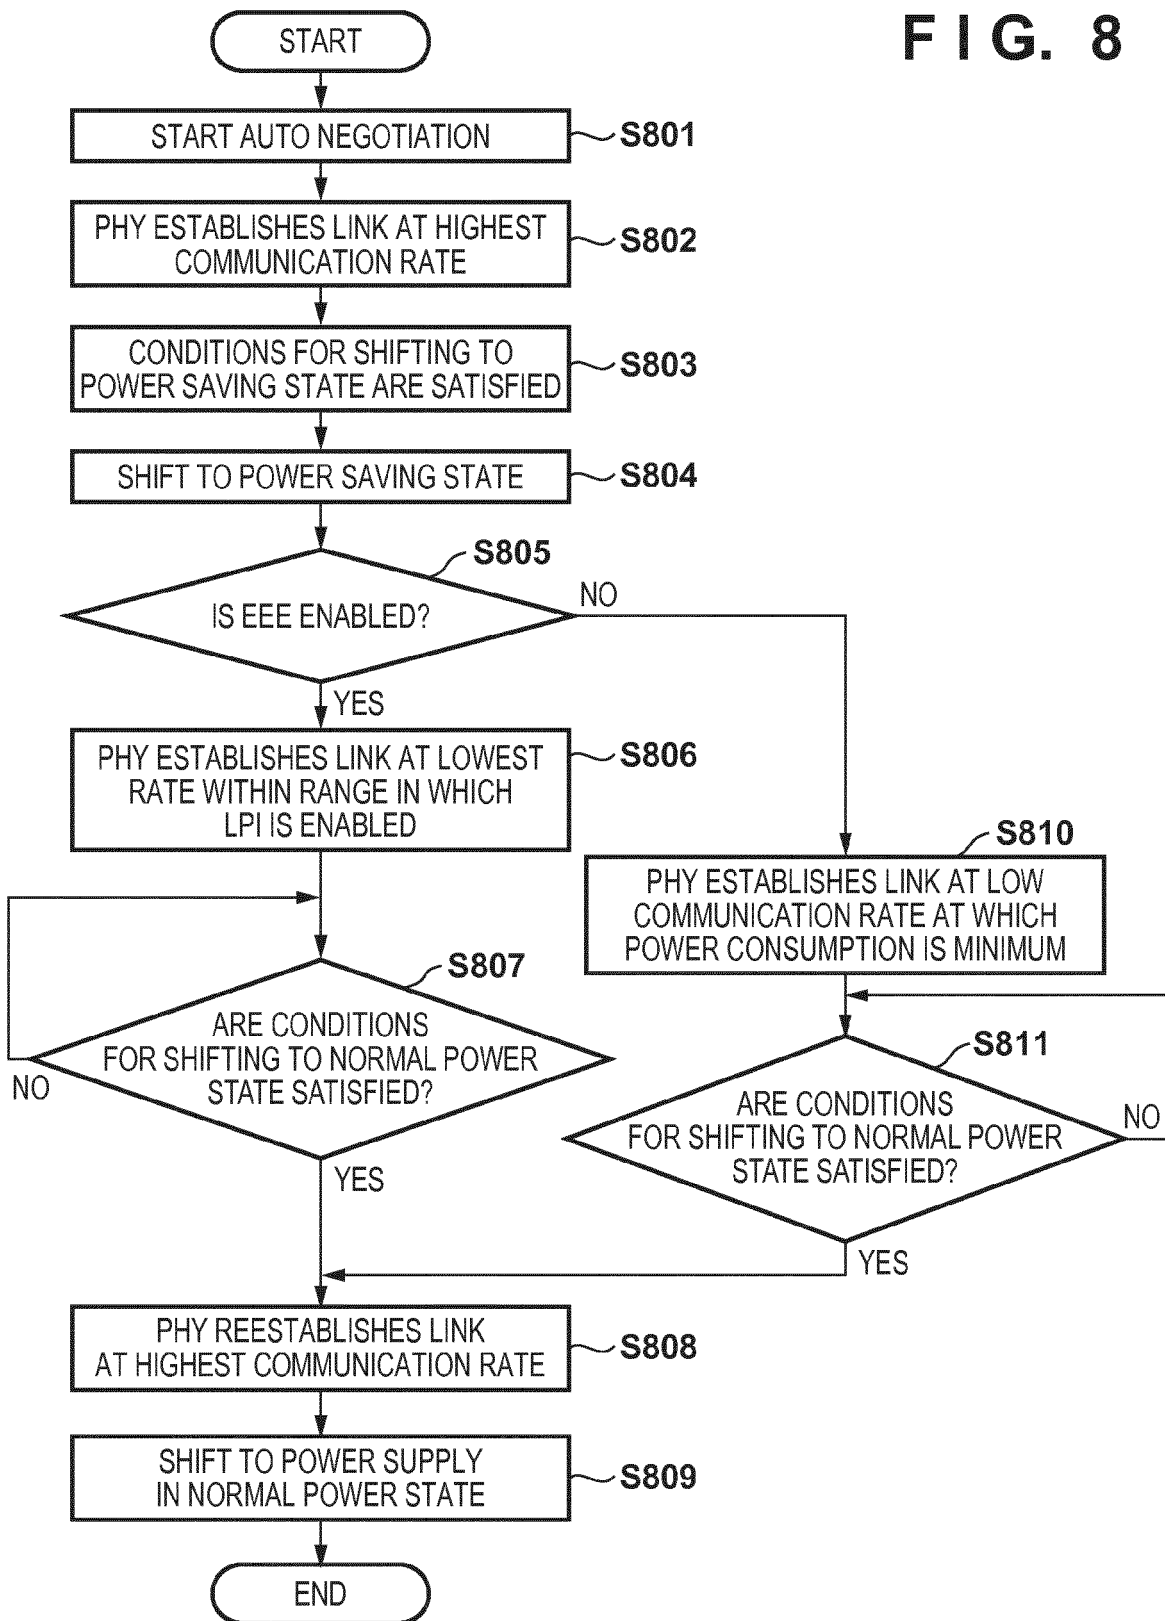 FIG. 8
START
START AUTO NEGOTIATION
S801
PHY ESTABLISHES LINK AT HIGHEST
COMMUNICATION RATE
S802
CONDITIONS FOR SHIFTING TO
POWER SAVING STATE ARE SATISFIED
S803
SHIFT TO POWER SAVING STATE
S804
S805
IS EEE ENABLED?
NO
YES
PHY ESTABLISHES LINK AT LOWEST
RATE WITHIN RANGE IN WHICH
LPI IS ENABLED
S806
S810
PHY ESTABLISHES LINK AT LOW
COMMUNICATION RATE AT WHICH
POWER CONSUMPTION IS MINIMUM
S807
ARE CONDITIONS
FOR SHIFTING TO NORMAL POWER
STATE SATISFIED?
NO
YES
S811
ARE CONDITIONS
FOR SHIFTING TO NORMAL POWER
STATE SATISFIED?
NO
YES
PHY REESTABLISHES LINK
AT HIGHEST COMMUNICATION RATE
S808
SHIFT TO POWER SUPPLY
IN NORMAL POWER STATE
S809
END